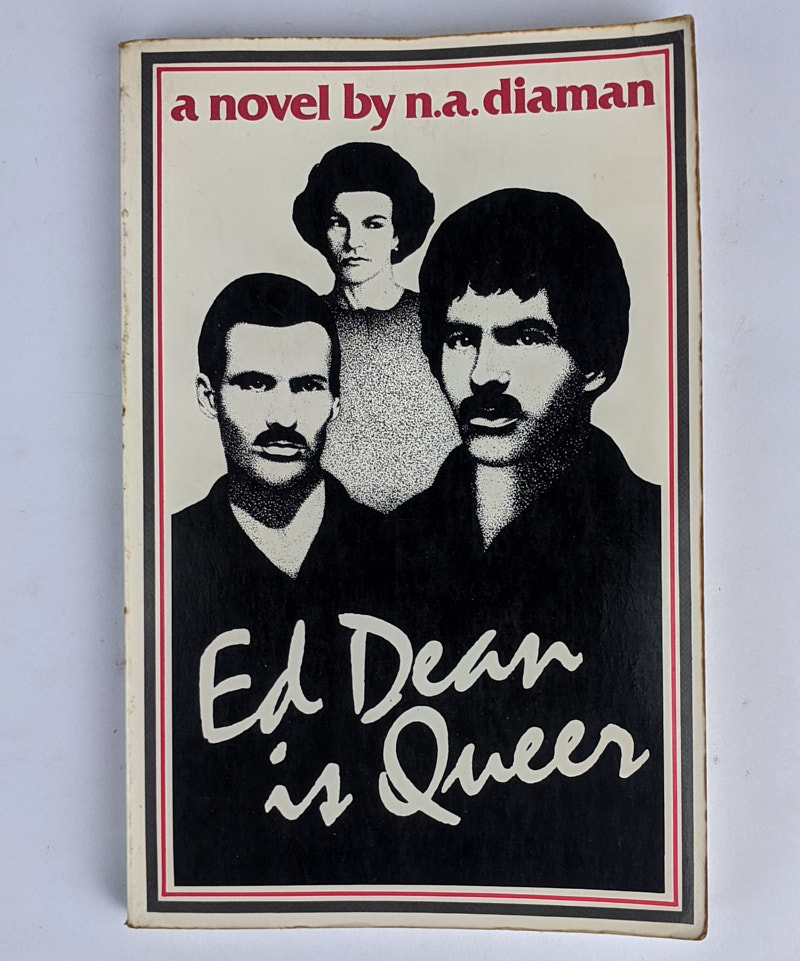 a novel by n.a. diaman
Ed Dean
is Queer